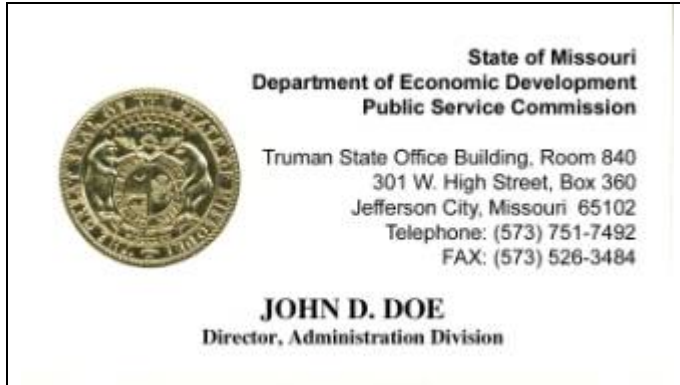 State of Missouri
Department of Economic Development
Public Service Commission
Truman State Office Building, Room 840
301 W. High Street, Box 360
Jefferson City, Missouri 65102
Telephone: (573) 751-7492
FAX: (573) 526-3484
JOHN D. DOE
Director, Administration Division